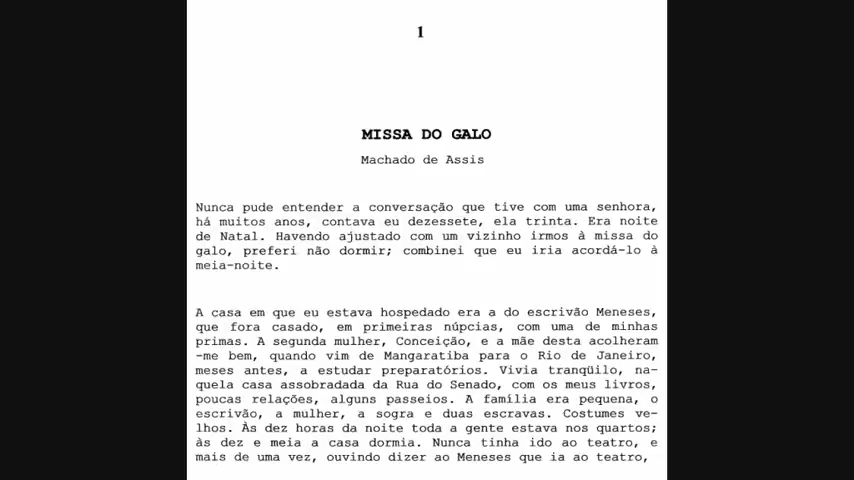 1
MISSA DO GALO
Machado de Assis
Nunca pude entender a conversação que tive com uma senhora,
há muitos anos, contava eu dezessete, ela trinta. Era noite
de Natal. Havendo ajustado com um vizinho irmos à missa do
galo, preferi não dormir; combinei que eu iria acordá-lo à
meia-noite.
A casa em que eu estava hospedado era a do escrivão Meneses,
que fora casado, em primeiras núpcias, com uma de minhas
primas. A segunda mulher, Conceição, e a mãe desta acolheram
-me bem, quando vim de Mangaratiba para o Rio de Janeiro,
meses antes, a estudar preparatórios. Vivia tranqüilo, na-
quela casa assobradada da Rua do Senado, com os meus livros,
poucas relações, alguns passeios. A família era pequena, o
escrivão, a mulher, a sogra e duas escravas. Costumes ve-
lhos. Às dez horas da noite toda a gente estava nos quartos;
às dez e meia a casa dormia. Nunca tinha ido ao teatro, e
mais de uma vez, ouvindo dizer ao Meneses que ia ao teatro,